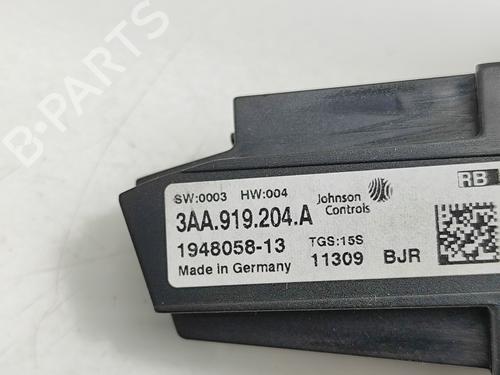 B-PARTS
RB
SW:0003 HW:004
Johnson
Controls
3AA.919.204.A
1948058-13
TGS:15S
Made in Germany
11309 BJR